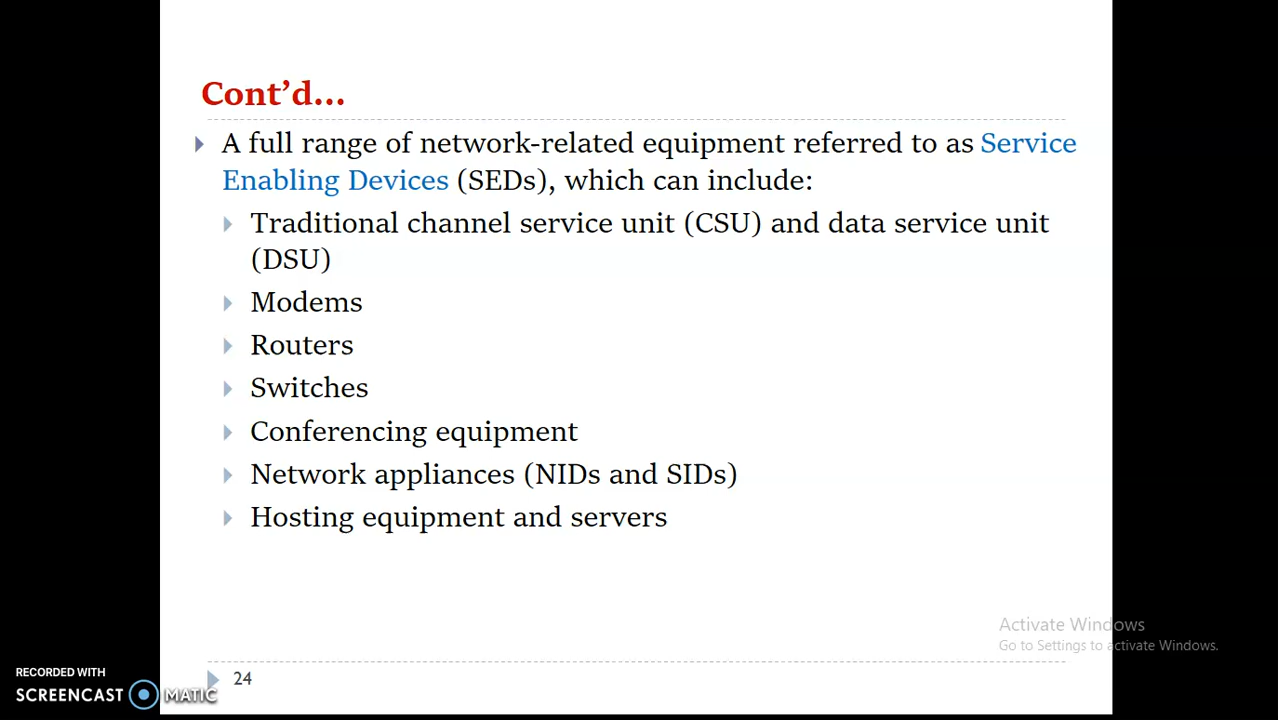 Cont’d…
A full range of network-related equipment referred to as Service
Enabling Devices (SEDs), which can include:
Traditional channel service unit (CSU) and data service unit
(DSU)
Modems
Routers
Switches
Conferencing equipment
Network appliances (NIDs and SIDs)
Hosting equipment and servers
Activate Windows
Go to Settings to activate Windows.
24
RECORDED WITH
SCREENCAST MATIC